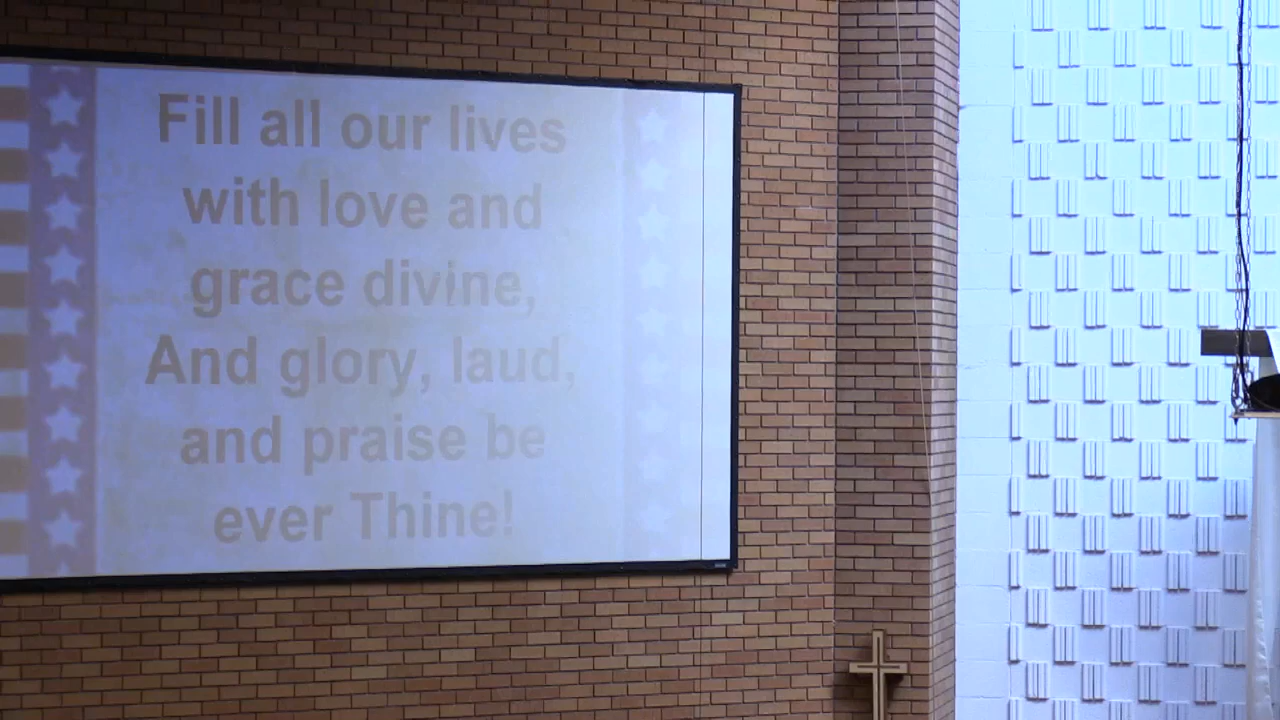 Fill all our lives
with love and
grace divine,
And glory, laud,
and praise be
ever Thine!